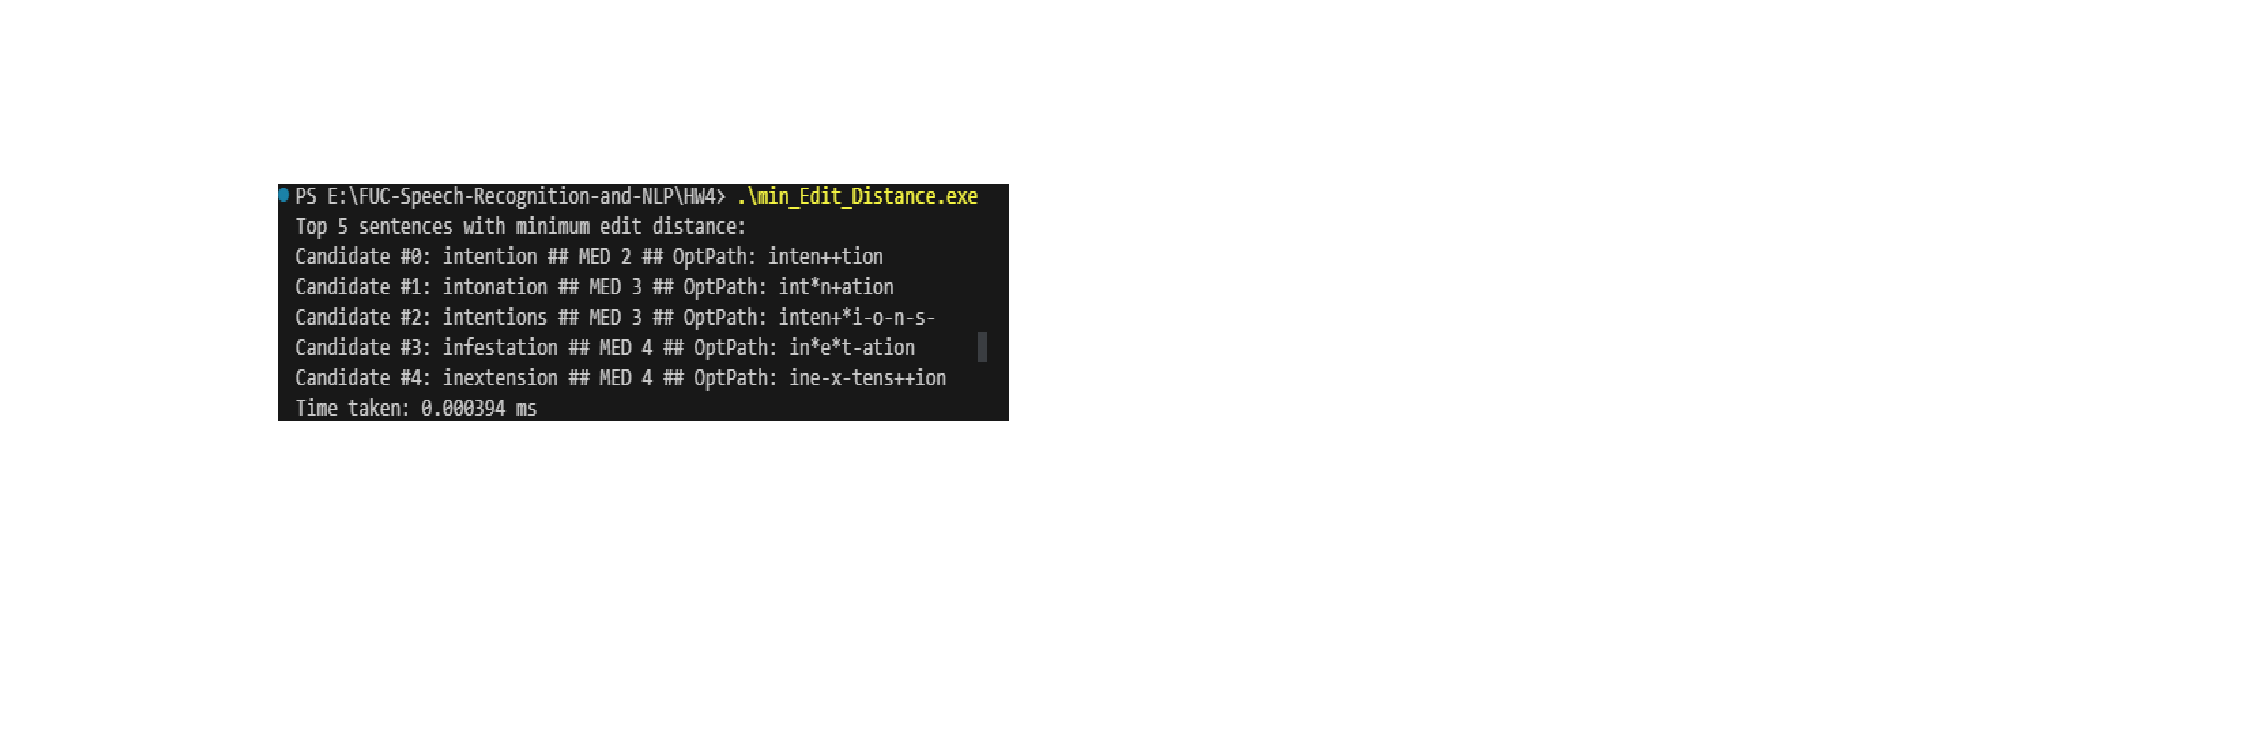 PS E:\FUC-Speech-Recognition-and-NLP\HW4> .\min_Edit_Distance.exe
Top 5 sentences with minimum edit distance:
Candidate #0: intention ## MED 2 ## OptPath: inten++tion
Candidate #1: intonation ## MED 3 ## OptPath: int*n+ation
Candidate #2: intentions ## MED 3 ## OptPath: inten+*i-o-n-s-
Candidate #3: infestation ## MED 4 ## OptPath: in*e*t-ation
Candidate #4: inextension ## MED 4 ## OptPath: ine-x-tens++ion
Time taken: 0.000394 ms